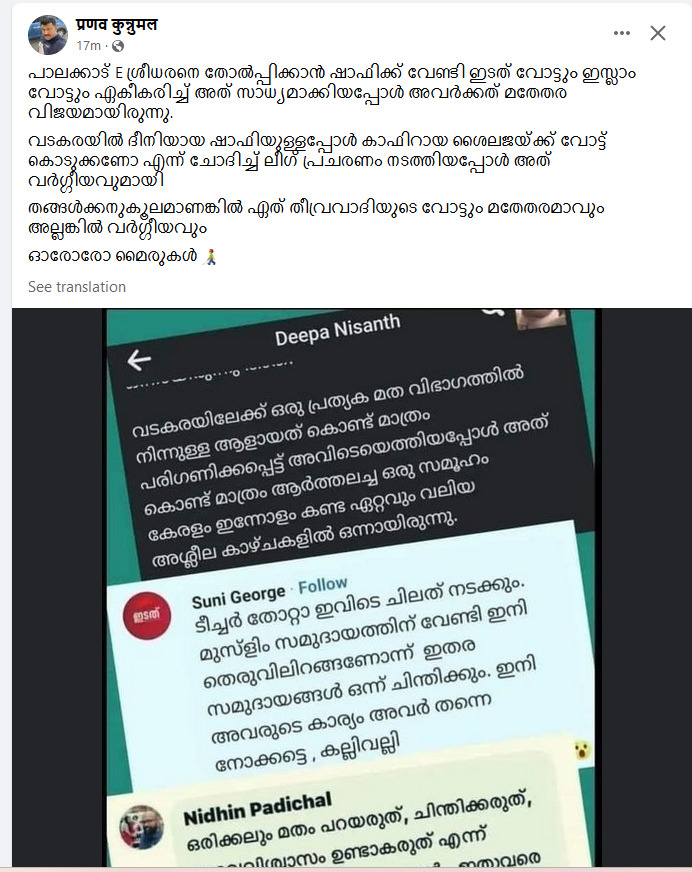 പ്രണവ കുന്നുമല
17m
പാലക്കാട് E ശ്രീധരനെ തോൽപ്പിക്കാൻ ഷാഫിക്ക് വേണ്ടി ഇടത് വോട്ടും ഇസ്ലാം
വോട്ടും ഏകീകരിച്ച് അത് സാധ്യമാക്കിയപ്പോൾ അവർക്കത് മതേതര
വിജയമായിരുന്നു.
വടകരയിൽ ദീനിയായ ഷാഫിയുള്ളപ്പോൾ കാഫിറായ ശൈലജയ്ക്ക് വോട്ട്
കൊടുക്കണോ എന്ന് ചോദിച്ച് ലീഗ് പ്രചരണം നടത്തിയപ്പോൾ അത്
വർഗ്ഗീയവുമായി
തങ്ങൾക്കനുകൂലമാണങ്കിൽ ഏത് തീവ്രവാദിയുടെ വോട്ടും മതേതരമാവും
അല്ലങ്കിൽ വർഗ്ഗീയവും
ഓരോരോ മൈരുകൾ 🚶‍♂️
See translation
Deepa Nisanth
വടകരയിലേക്ക് ഒരു പ്രത്യക മത വിഭാഗത്തിൽ
നിന്നുള്ള ആളായത് കൊണ്ട് മാത്രം
പരിഗണിക്കപ്പെട്ട് അവിടെയെത്തിയപ്പോൾ അത്
കൊണ്ട് മാത്രം ആർത്തലച്ച ഒരു സമൂഹം
കേരളം ഇന്നോളം കണ്ട ഏറ്റവും വലിയ
അശ്ലീല കാഴ്ചകളിൽ ഒന്നായിരുന്നു.
ഇടത്
Suni George · Follow
ടീച്ചർ തോറ്റാ ഇവിടെ ചിലത് നടക്കും.
മുസ്ളിം സമുദായത്തിന് വേണ്ടി ഇനി
തെരുവിലിറങ്ങണോന്ന് ഇതര
സമുദായങ്ങൾ ഒന്ന് ചിന്തിക്കും. ഇനി
അവരുടെ കാര്യം അവർ തന്നെ
നോക്കട്ടെ , കല്ലിവല്ലി
Nidhin Padichal
ഒരിക്കലും മതം പറയരുത്, ചിന്തിക്കരുത്,
ഉണ്ടാകരുത് എന്ന്
ഇതുവരെ